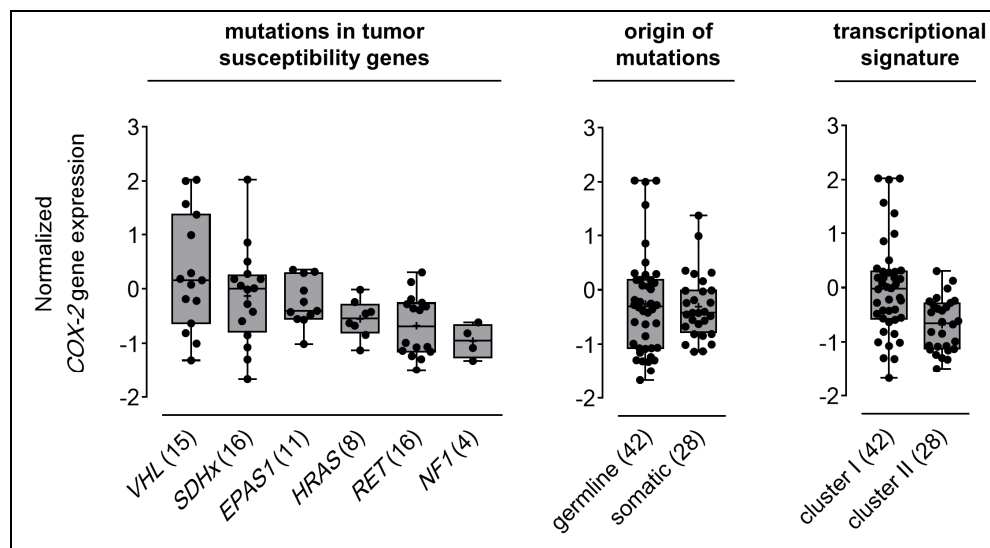 mutations in tumor
susceptibility genes
origin of
mutations
transcriptional
signature
Normalized
COX-2 gene expression
3
2
1
0
-1
-2
3
2
1
0
-1
-2
3
2
1
0
-1
-2
VHL (15)
SDHx (16)
EPAS1 (11)
HRAS (8)
RET (16)
NF1 (4)
germline (42)
somatic (28)
cluster I (42)
cluster II (28)